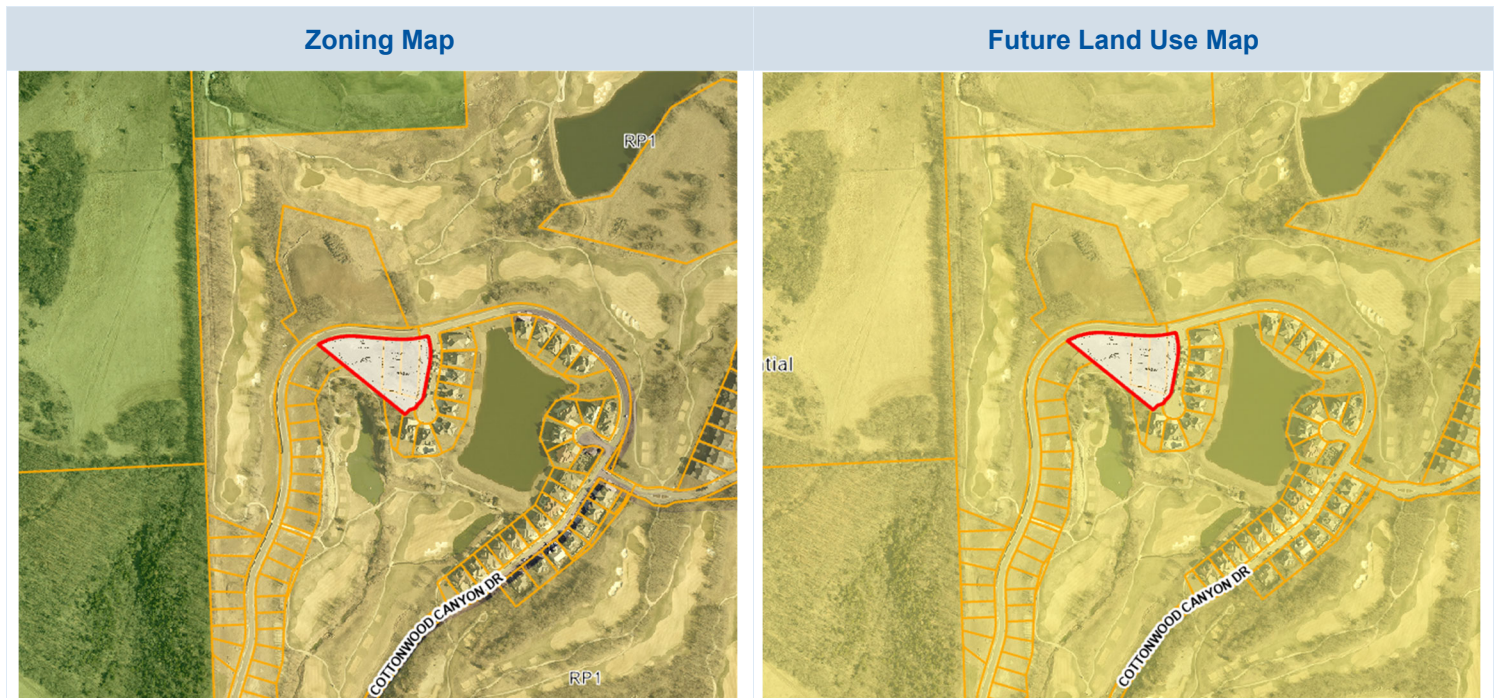 Zoning Map
Future Land Use Map
RP1
tial
COTTONWOOD CANYON DR
COTTONWOOD CANYON DR
RP1